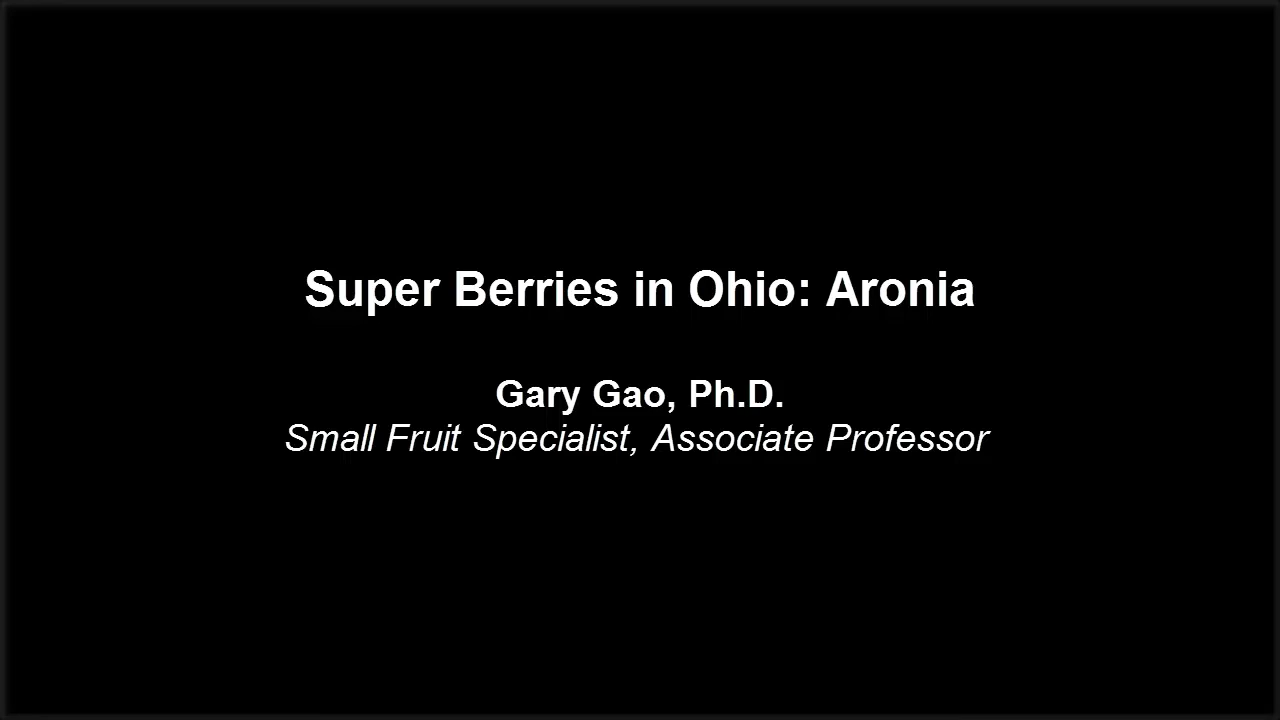 Super Berries in Ohio: Aronia
Gary Gao, Ph.D.
Small Fruit Specialist, Associate Professor